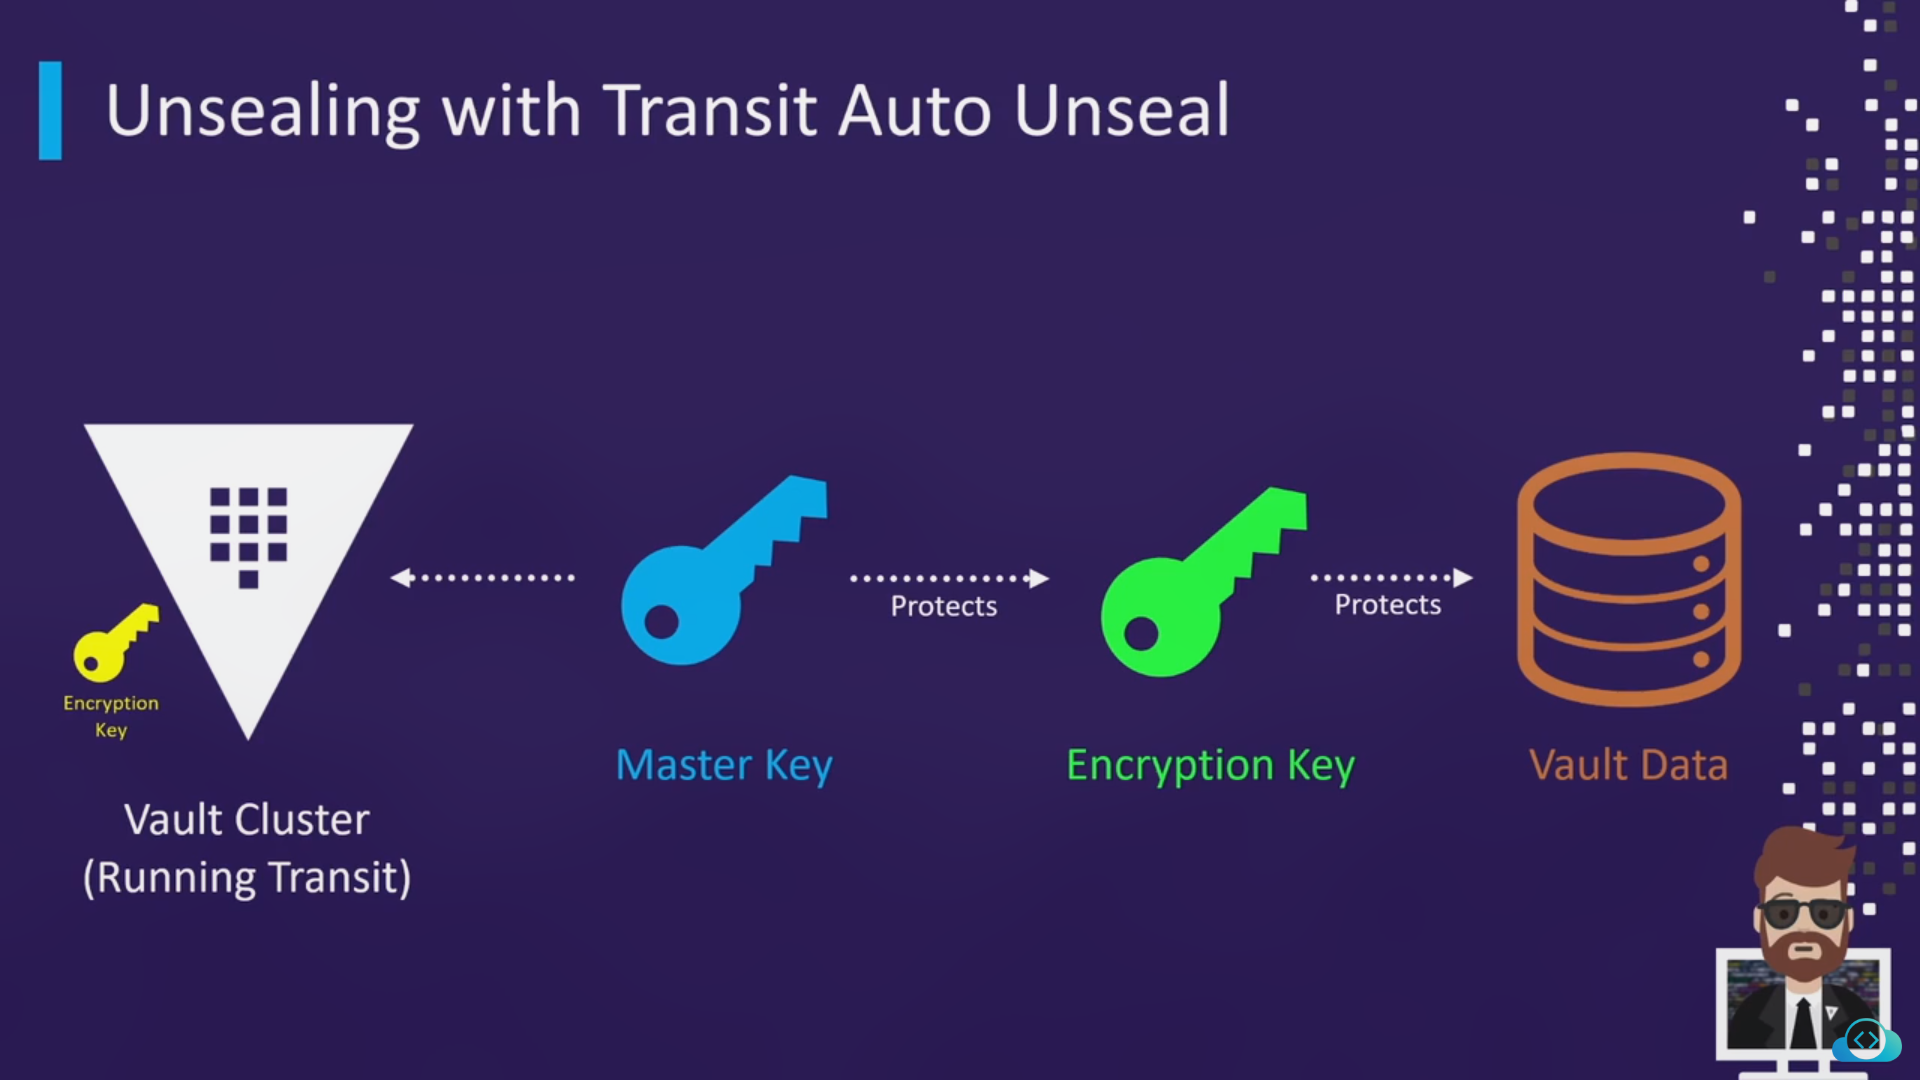 Unsealing with Transit Auto Unseal
Protects
Protects
Encryption
Key
Master Key
Encryption Key
Vault Data
Vault Cluster
(Running Transit)